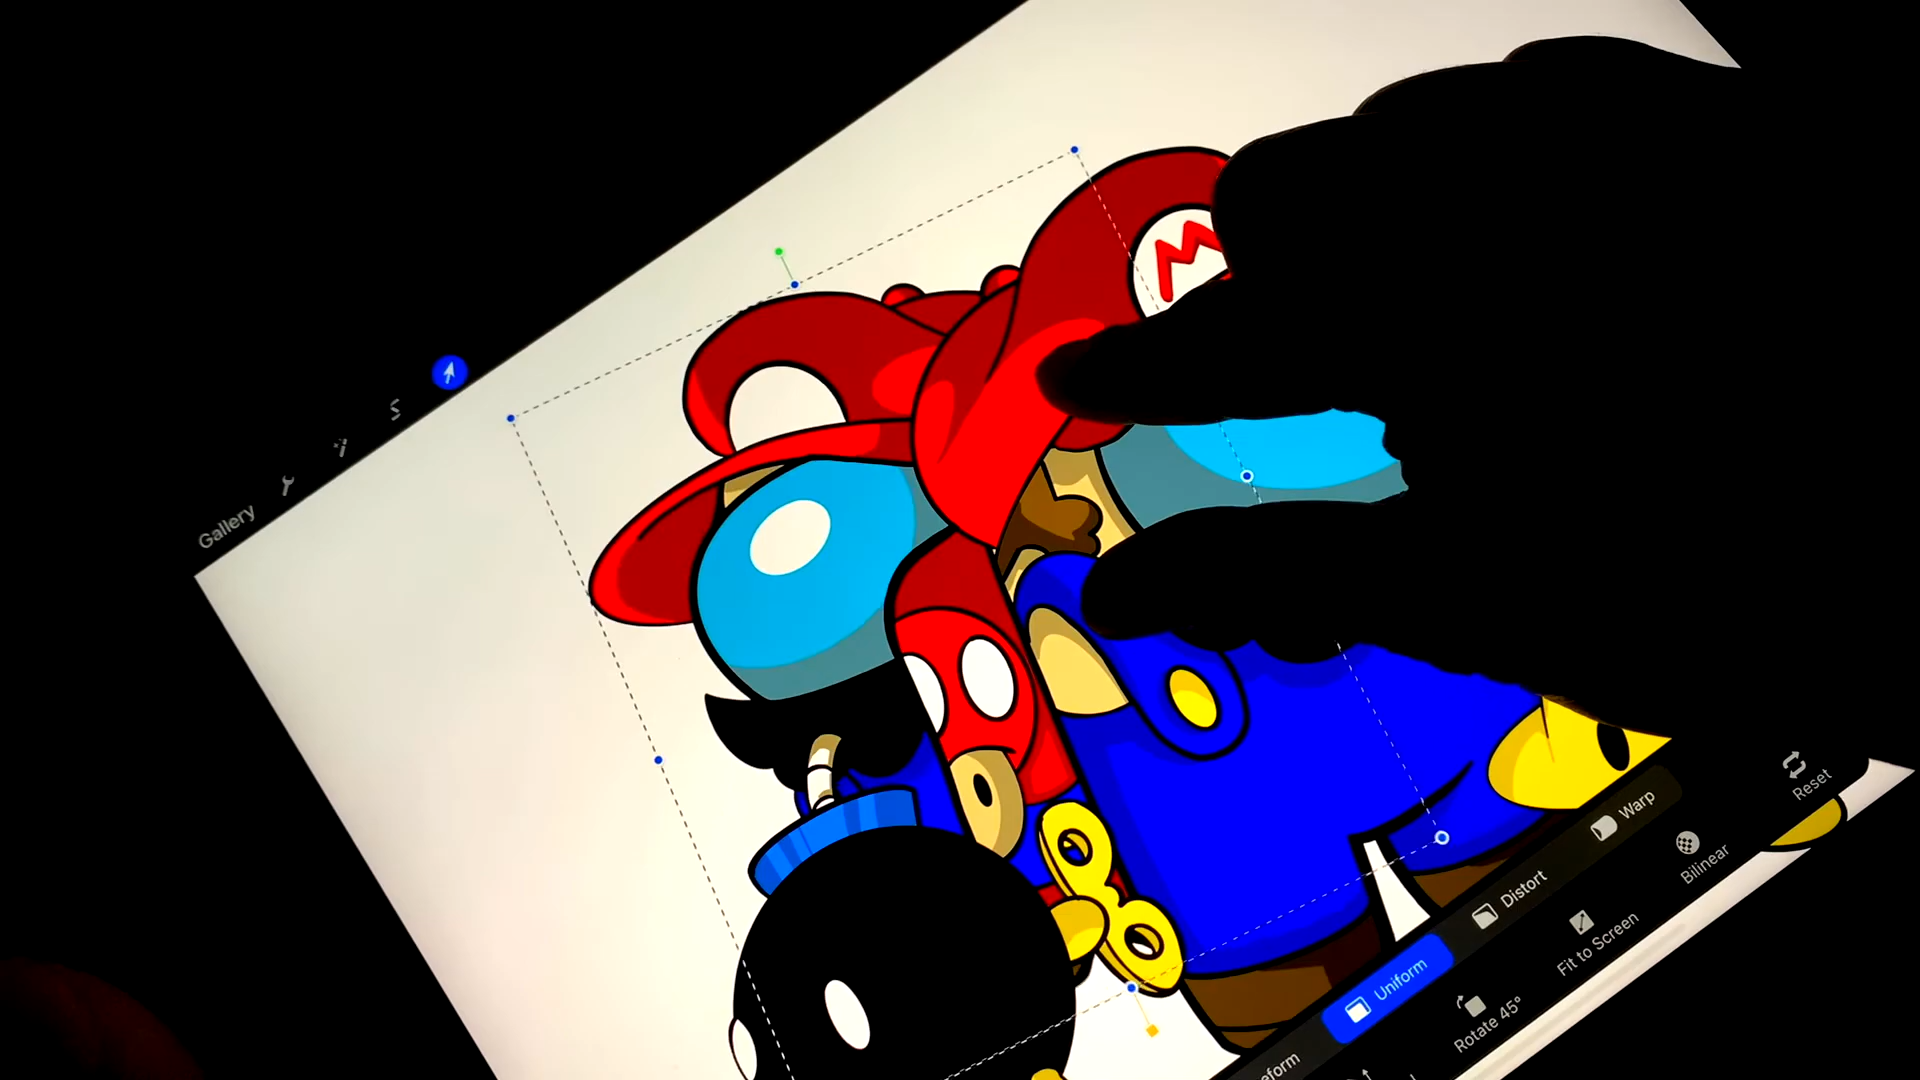 M
Gallery
Reset
Warp
Bilinear
Distort
Fit to Screen
Uniform
Rotate 45°